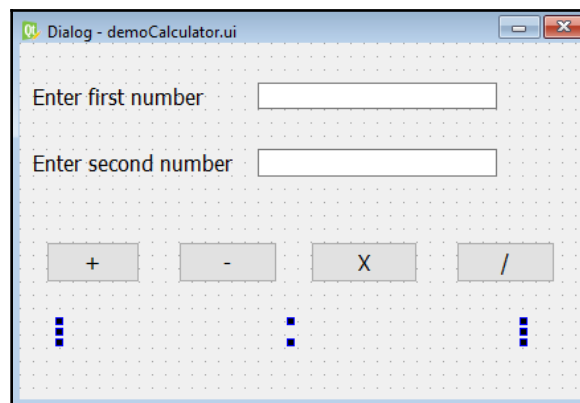 Dialog - demoCalculator.ui
Enter first number
Enter second number
+ - X /